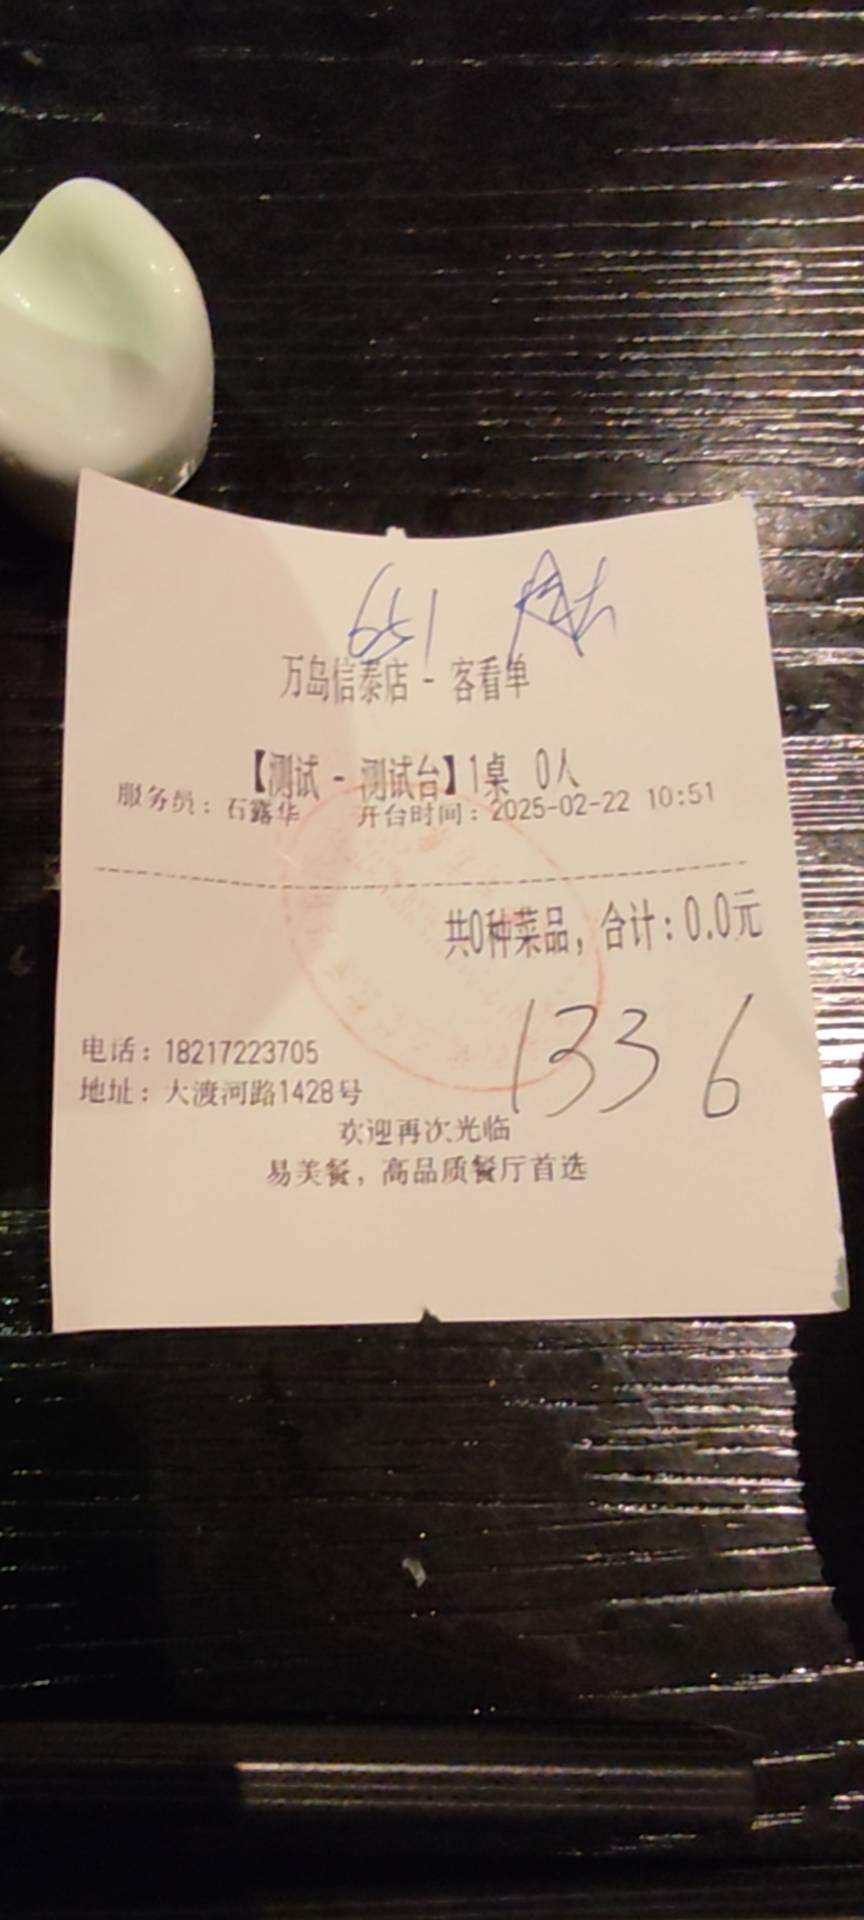 651
万岛信泰店 - 客看单
【测试 - 测试台】1桌 0人
服务员：石露华 开台时间：2025-02-22 10:51
共0种菜品，合计：0.0元
1336
电话：18217223705
地址：大渡河路1428号
欢迎再次光临
易美餐，高品质餐厅首选